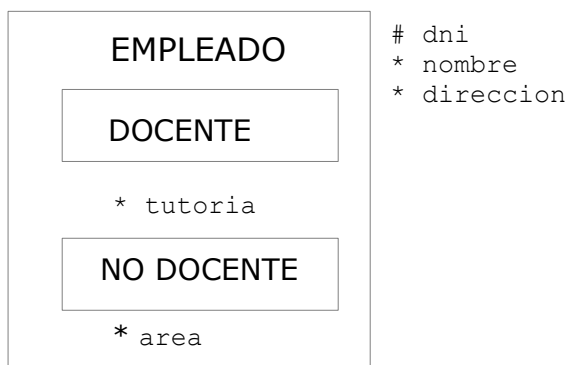 EMPLEADO
# dni
* nombre
* direccion
DOCENTE
* tutoria
NO DOCENTE
* area